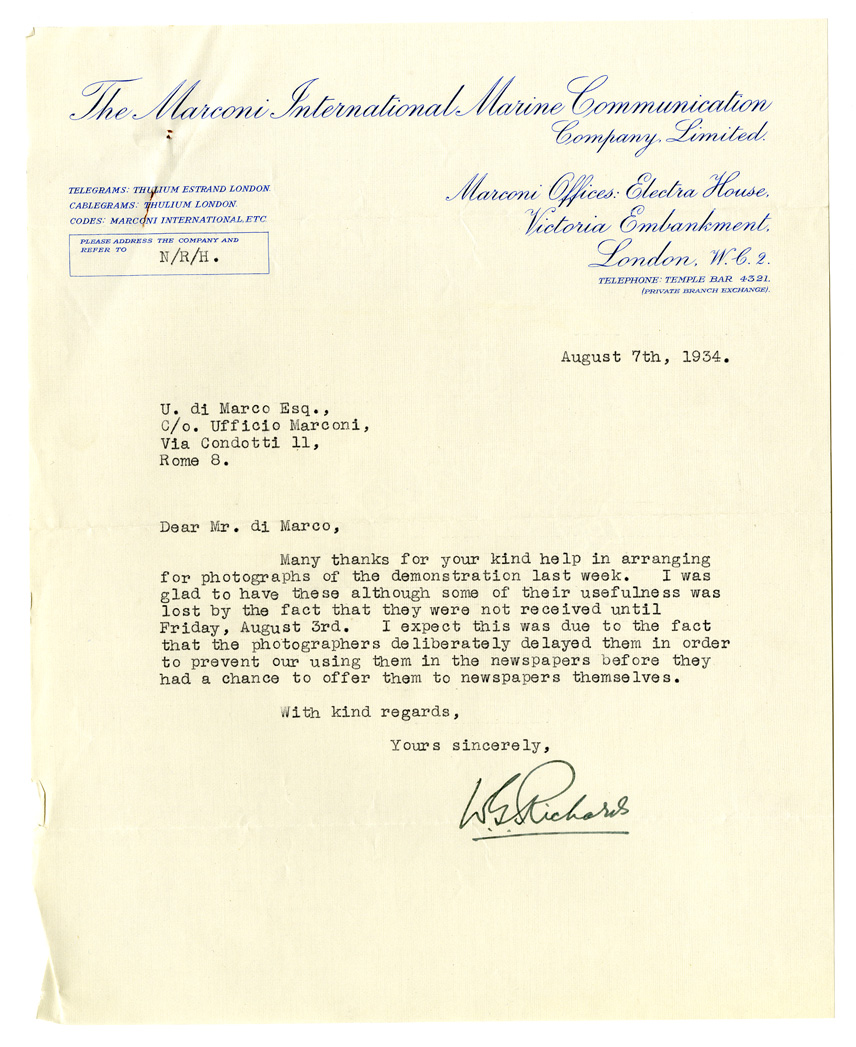 The Marconi International Marine Communication
Company, Limited.
TELEGRAMS: THULIUM ESTRAND LONDON.
CABLEGRAMS: THULIUM LONDON.
CODES: MARCONI INTERNATIONAL. ETC.
PLEASE ADDRESS THE COMPANY AND
REFER TO
N/R/H.
Marconi Offices: Electra House,
Victoria Embankment,
London, W.C.2.
TELEPHONE: TEMPLE BAR 4321.
(PRIVATE BRANCH EXCHANGE).
August 7th, 1934.
U. di Marco Esq.,
C/o. Ufficio Marconi,
Via Condotti 11,
Rome 8.
Dear Mr. di Marco,
Many thanks for your kind help in arranging
for photographs of the demonstration last week. I was
glad to have these although some of their usefulness was
lost by the fact that they were not received until
Friday, August 3rd. I expect this was due to the fact
that the photographers deliberately delayed them in order
to prevent our using them in the newspapers before they
had a chance to offer them to newspapers themselves.
With kind regards,
Yours sincerely,
W.G. Richards